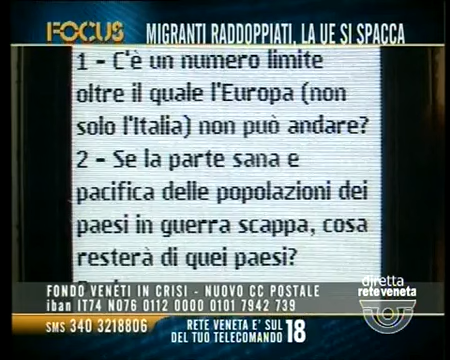 FOCUS
MIGRANTI RADDOPPIATI, LA UE SI SPACCA
1 - C'è un numero limite
oltre il quale l'Europa (non
solo l'Italia) non può andare?
2 - Se la parte sana e
pacifica delle popolazioni dei
paesi in guerra scappa, cosa
resterà di quei paesi?
FONDO VENETI IN CRISI - NUOVO CC POSTALE
iban IT74 N076 0112 0000 0101 7942 739
diretta
reteveneta
SMS 340 3218806
RETE VENETA E' SUL
DEL TUO TELECOMANDO
18